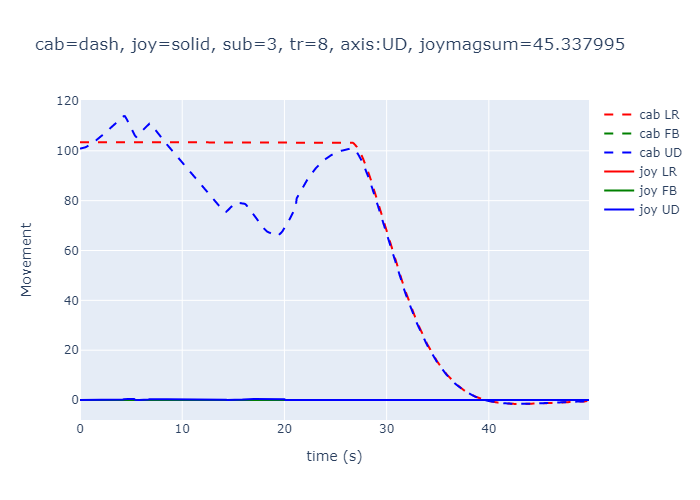 cab=dash, joy=solid, sub=3, tr=8, axis:UD, joymagsum=45.337995
120
100
80
60
40
20
0
Movement
0 10 20 30 40
time (s)
cab LR
cab FB
cab UD
joy LR
joy FB
joy UD